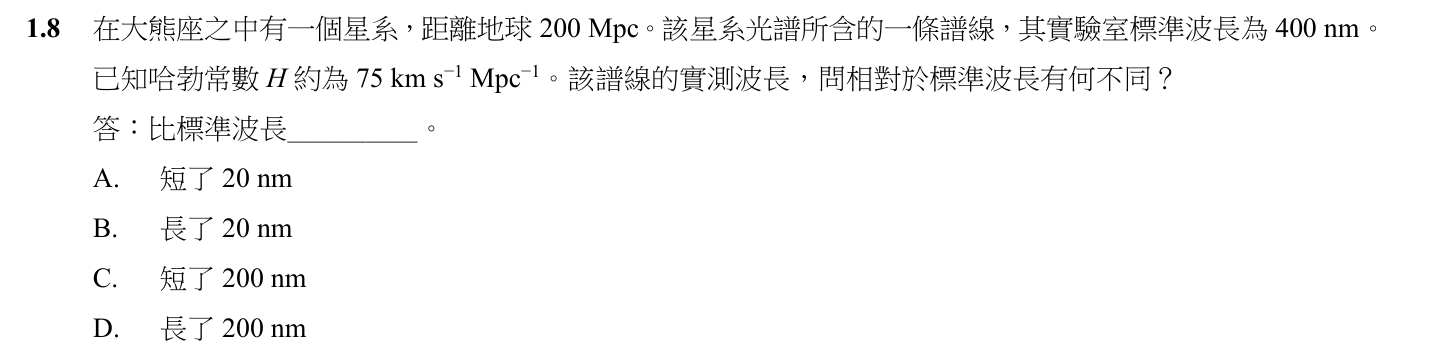 1.8 在大熊座之中有一個星系，距離地球 200 Mpc。該星系光譜所含的一條譜線，其實驗室標準波長為 400 nm。
已知哈勃常數 H 約為 75 km s⁻¹ Mpc⁻¹。該譜線的實測波長，問相對於標準波長有何不同？
答：比標準波長_________。
A. 短了 20 nm
B. 長了 20 nm
C. 短了 200 nm
D. 長了 200 nm